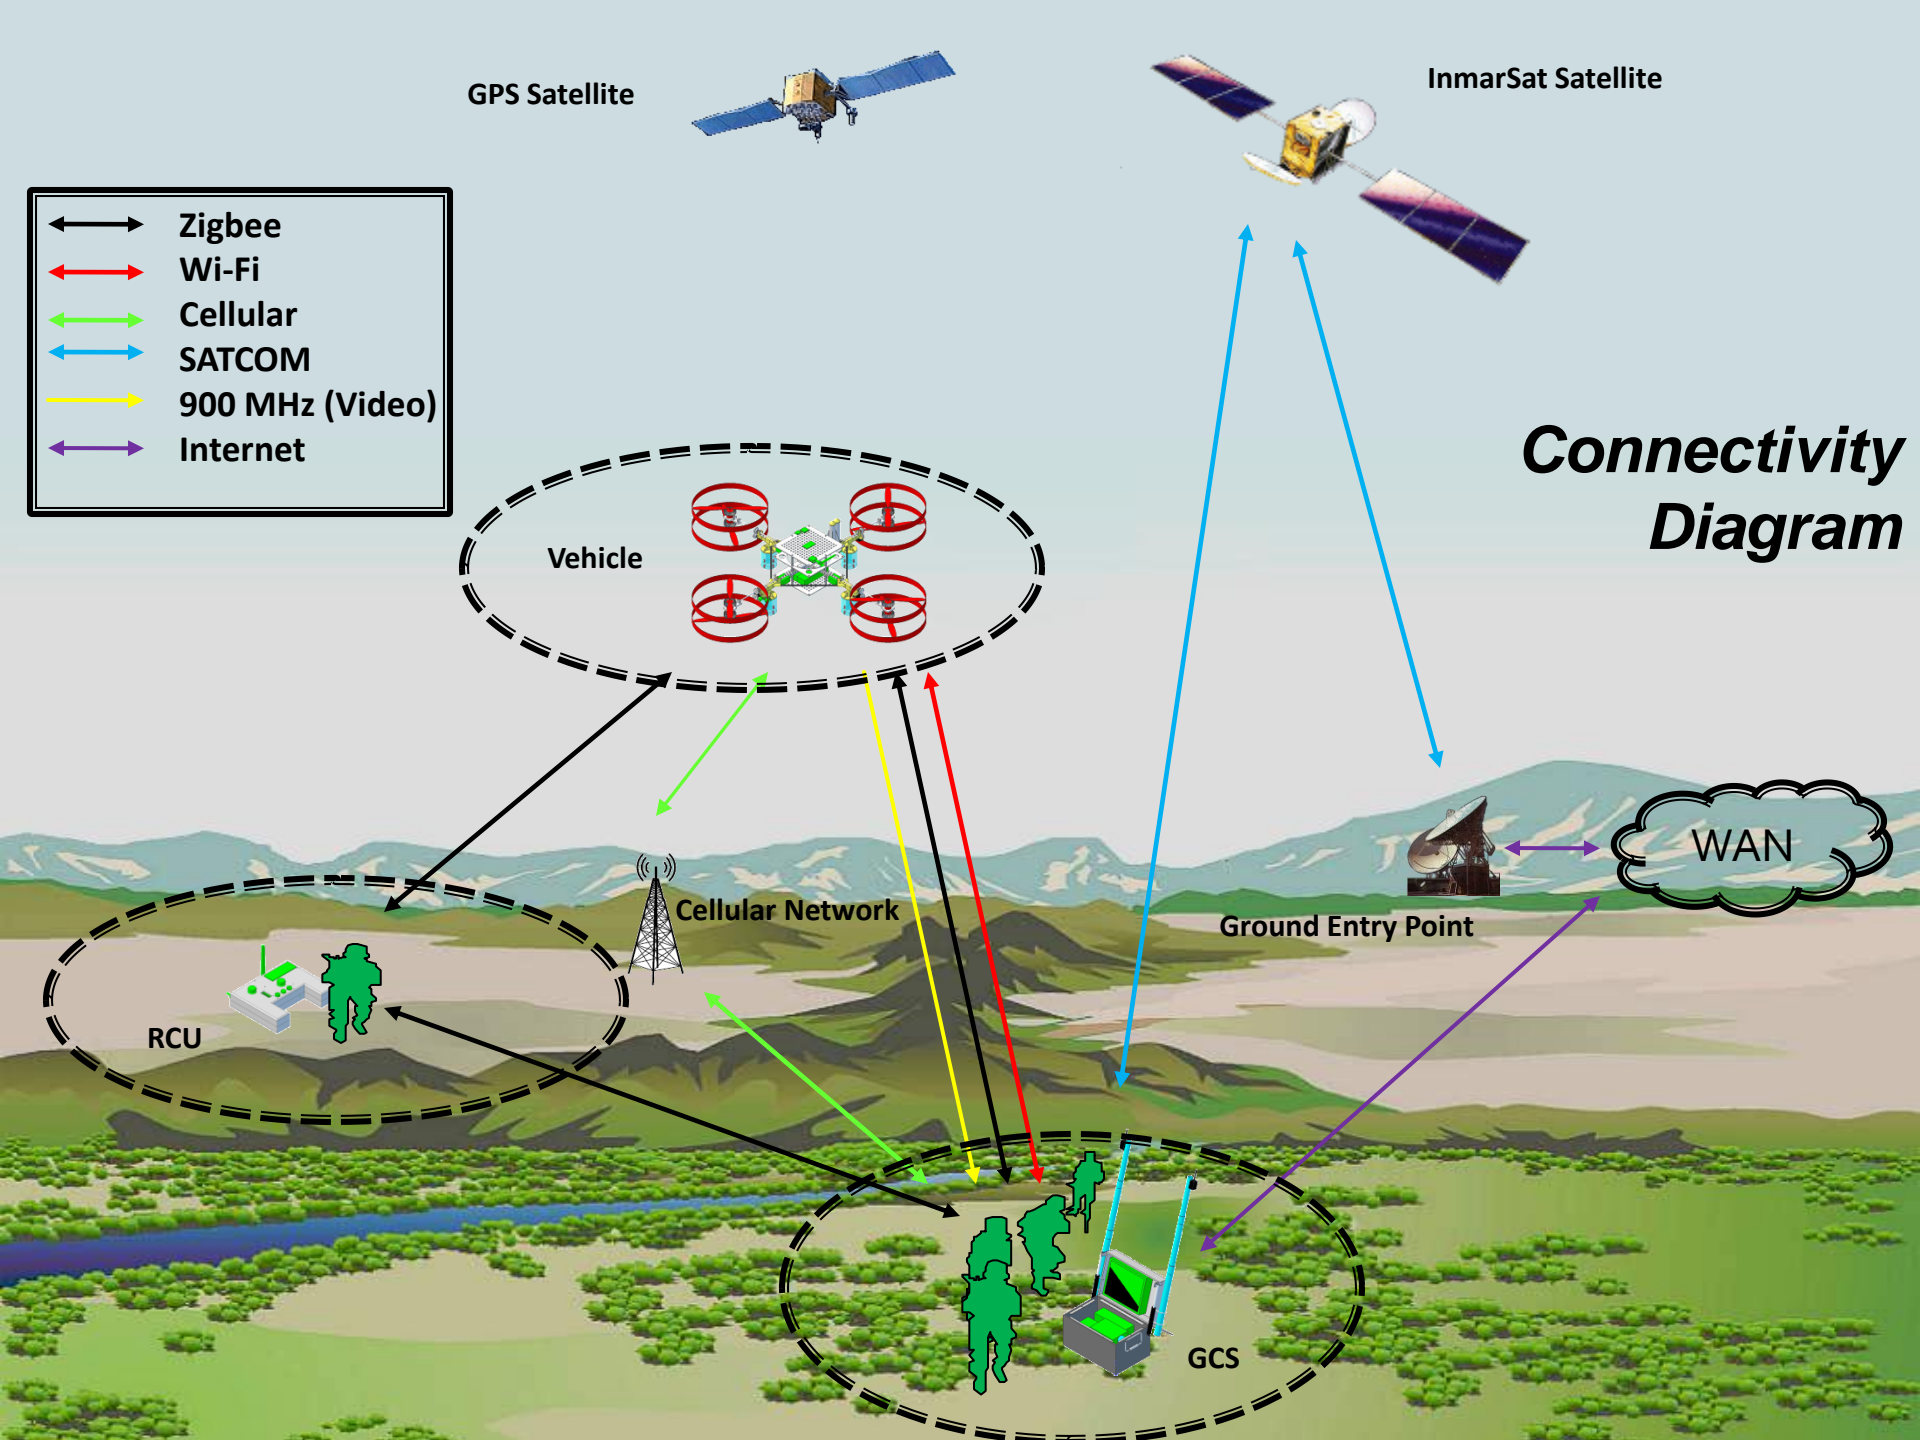 GPS Satellite
InmarSat Satellite
Zigbee
Wi-Fi
Cellular
SATCOM
900 MHz (Video)
Internet
Connectivity
Diagram
Vehicle
WAN
Cellular Network
Ground Entry Point
RCU
GCS